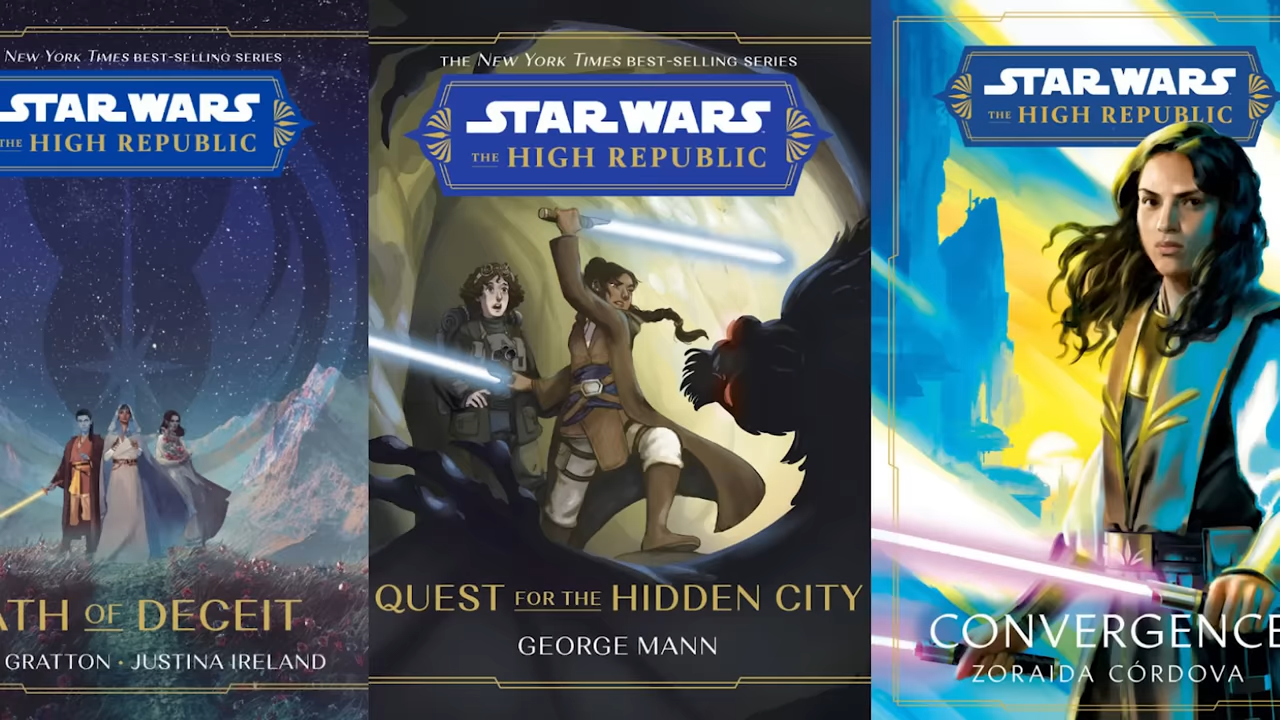 NEW YORK TIMES BEST-SELLING SERIES
STAR WARS
THE HIGH REPUBLIC
ATH OF DECEIT
GRATTON • JUSTINA IRELAND
THE NEW YORK TIMES BEST-SELLING SERIES
STAR WARS
THE HIGH REPUBLIC
QUEST FOR THE HIDDEN CITY
GEORGE MANN
STAR WARS
THE HIGH REPUBLIC
CONVERGENCE
ZORAIDA CÓRDOVA